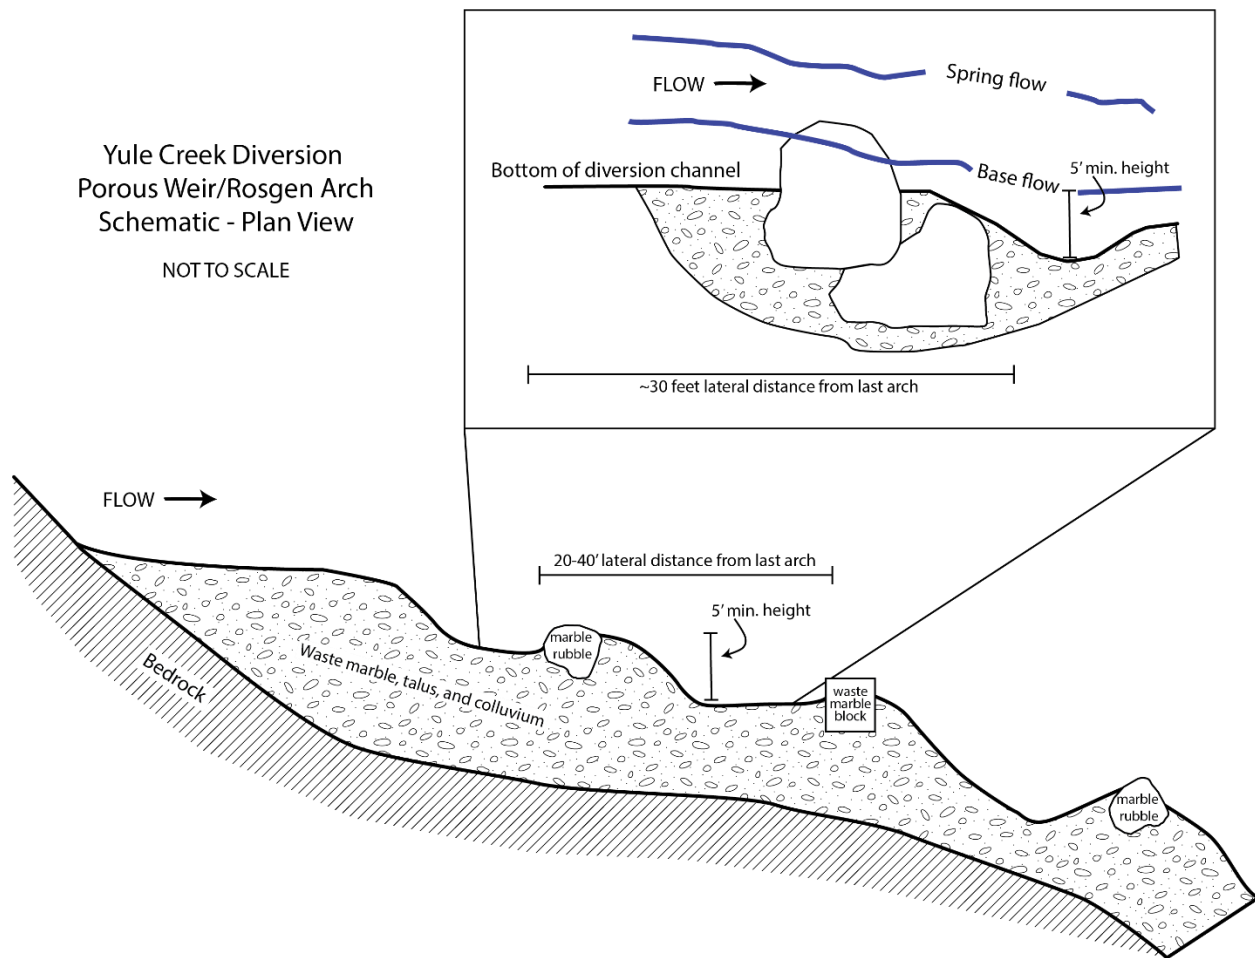 Yule Creek Diversion
Porous Weir/Rosgen Arch
Schematic - Plan View
NOT TO SCALE
FLOW
Spring flow
Bottom of diversion channel
Base flow
5' min. height
~30 feet lateral distance from last arch
FLOW
20-40' lateral distance from last arch
5' min. height
marble
rubble
Waste marble, talus, and colluvium
Bedrock
waste
marble
block
marble
rubble